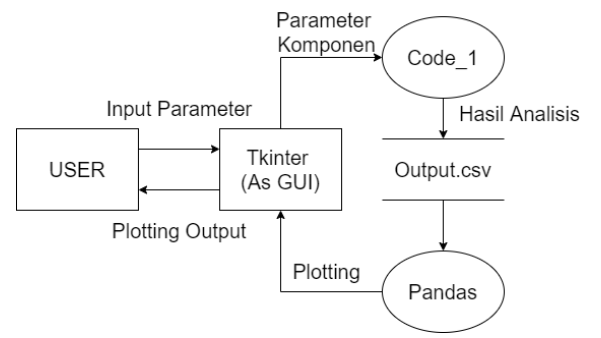 Parameter
Komponen
Code_1
Input Parameter
Hasil Analisis
USER
Tkinter
(As GUI)
Output.csv
Plotting Output
Plotting
Pandas